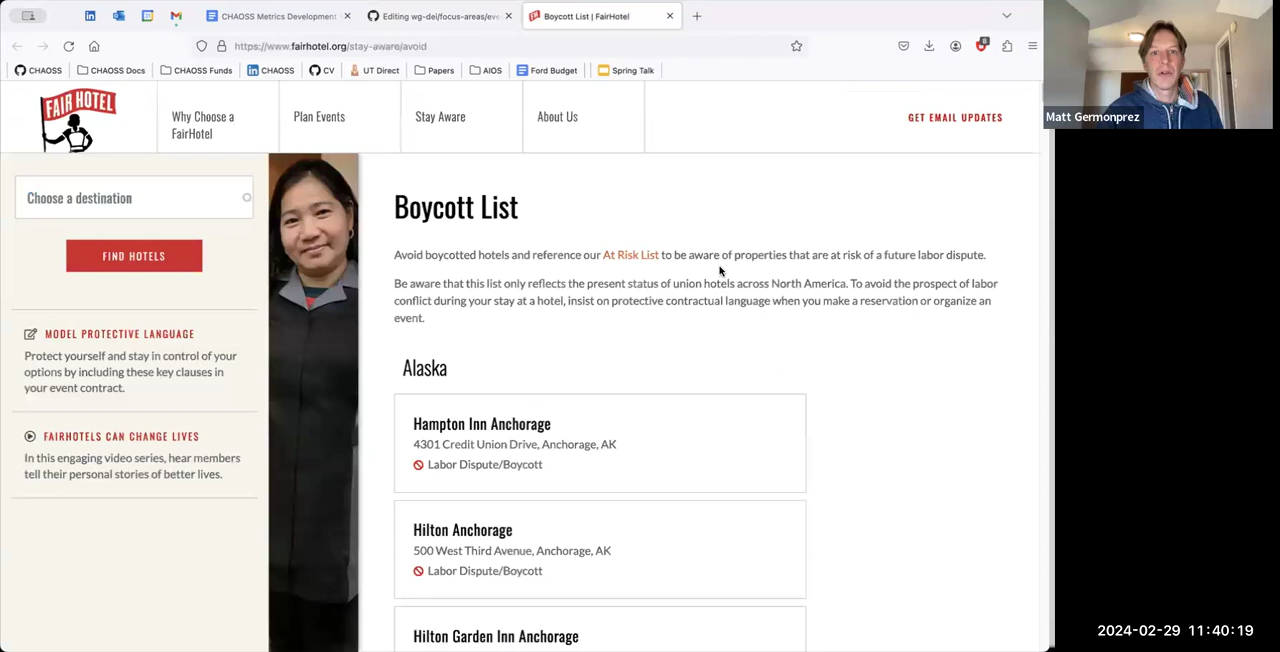 CHAOSS Metrics Development
Editing wg-dei/focus-areas/eve
Boycott List | FairHotel
https://www.fairhotel.org/stay-aware/avoid
8
CHAOSS
CHAOSS Docs
CHAOSS Funds
CHAOSS
CV
UT Direct
Papers
AIOS
Ford Budget
Spring Talk
Matt Germonprez
FAIR HOTEL
Why Choose a
FairHotel
Plan Events
Stay Aware
About Us
GET EMAIL UPDATES
Choose a destination
FIND HOTELS
MODEL PROTECTIVE LANGUAGE
Protect yourself and stay in control of your
options by including these key clauses in
your event contract.
FAIRHOTELS CAN CHANGE LIVES
In this engaging video series, hear members
tell their personal stories of better lives.
Boycott List
Avoid boycotted hotels and reference our At Risk List to be aware of properties that are at risk of a future labor dispute.
Be aware that this list only reflects the present status of union hotels across North America. To avoid the prospect of labor
conflict during your stay at a hotel, insist on protective contractual language when you make a reservation or organize an
event.
Alaska
Hampton Inn Anchorage
4301 Credit Union Drive, Anchorage, AK
Labor Dispute/Boycott
Hilton Anchorage
500 West Third Avenue, Anchorage, AK
Labor Dispute/Boycott
Hilton Garden Inn Anchorage
2024-02-29 11:40:19